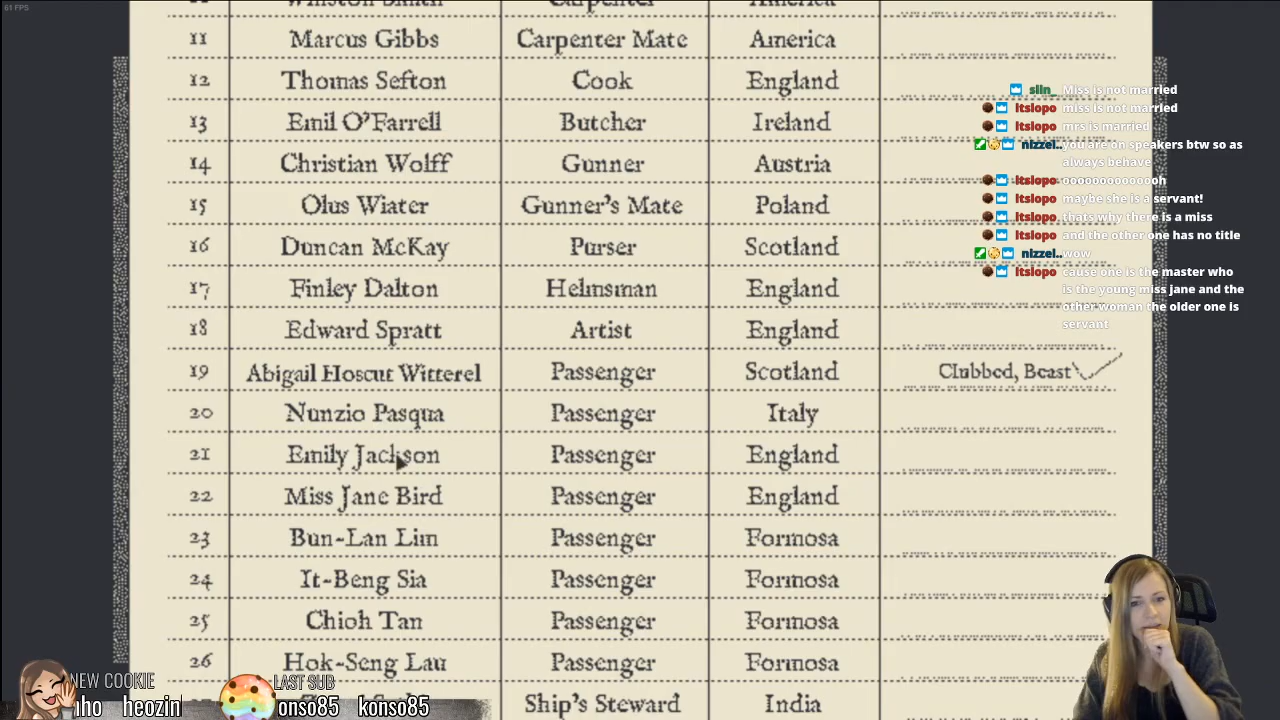 61 FPS
11 Marcus Gibbs Carpenter Mate America
12 Thomas Sefton Cook England
13 Emil O'Farrell Butcher Ireland
14 Christian Wolff Gunner Austria
15 Olus Wiater Gunner's Mate Poland
16 Duncan McKay Purser Scotland
17 Finley Dalton Helmsman England
18 Edward Spratt Artist England
19 Abigail Hoscut Witterel Passenger Scotland Clubbed, Beast
20 Nunzio Pasqua Passenger Italy
21 Emily Jackson Passenger England
22 Miss Jane Bird Passenger England
23 Bun-Lan Lim Passenger Formosa
24 It-Beng Sia Passenger Formosa
25 Chioh Tan Passenger Formosa
26 Hok-Seng Lau Passenger Formosa
Ship's Steward India
siin_ Miss is not married
Itslopo miss is not married
Itslopo mrs is married
nizzel.. you are on speakers btw so as
always behave
Itslopo ooooooooooooh
Itslopo maybe she is a servant!
Itslopo thats why there is a miss
Itslopo and the other one has no title
nizzel.. wow
Itslopo cause one is the master who
is the young miss jane and the
other woman the older one is
servant
NEW COOKIE
lho heozin
LAST SUB
onso85 konso85